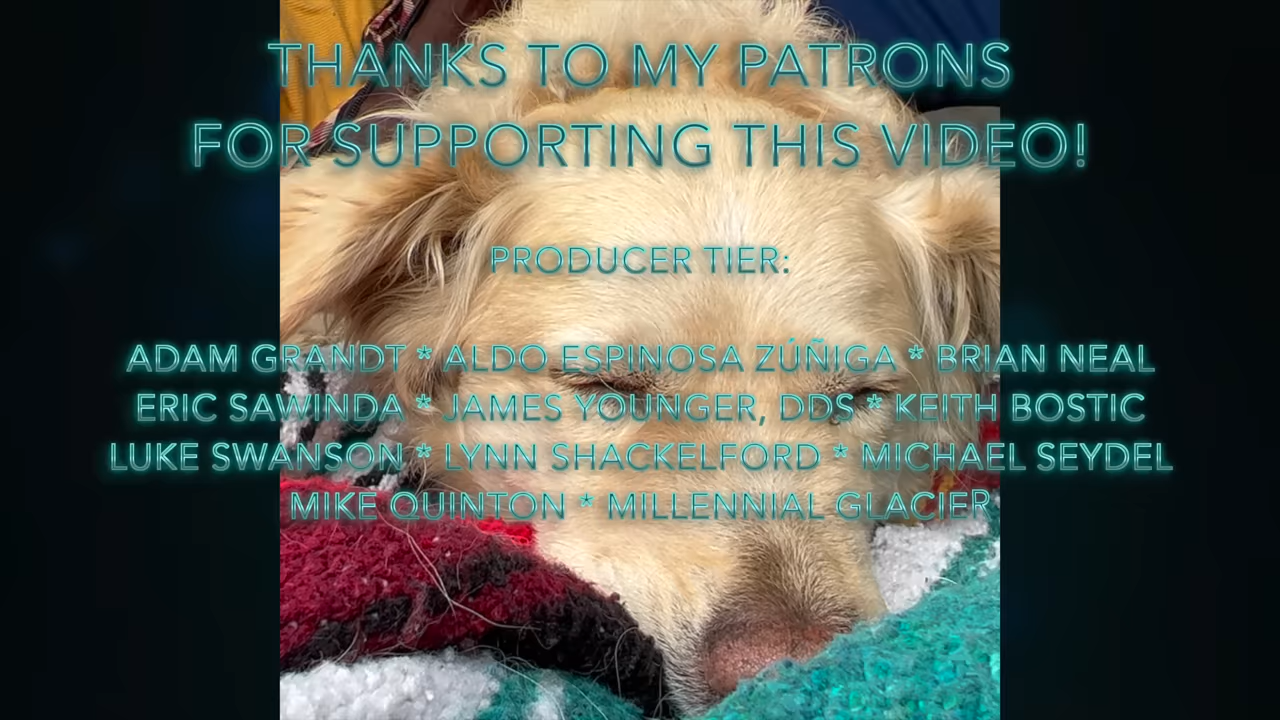 THANKS TO MY PATRONS
FOR SUPPORTING THIS VIDEO!
PRODUCER TIER:
ADAM GRANDT * ALDO ESPINOSA ZÚÑIGA * BRIAN NEAL
ERIC SAWINDA * JAMES YOUNGER, DDS * KEITH BOSTIC
LUKE SWANSON * LYNN SHACKELFORD * MICHAEL SEYDEL
MIKE QUINTON * MILLENNIAL GLACIER